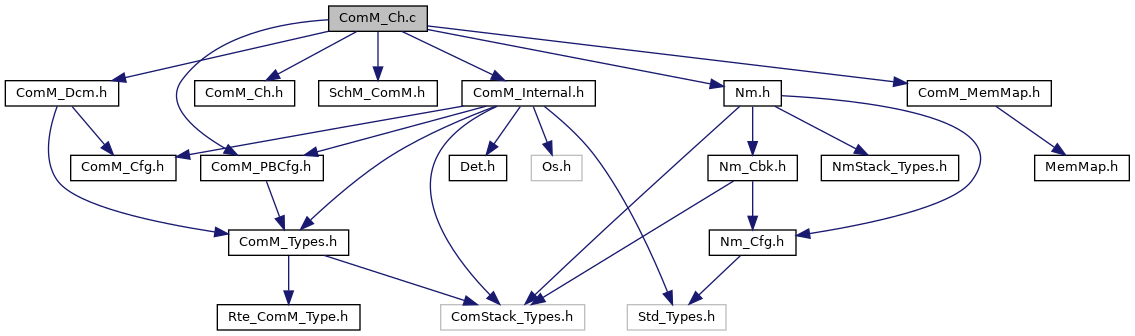 ComM_Ch.c
ComM_Dcm.h
ComM_Ch.h
SchM_ComM.h
ComM_Internal.h
Nm.h
ComM_MemMap.h
ComM_Cfg.h
ComM_PBCfg.h
Det.h
Os.h
Nm_Cbk.h
NmStack_Types.h
MemMap.h
ComM_Types.h
Nm_Cfg.h
Rte_ComM_Type.h
ComStack_Types.h
Std_Types.h